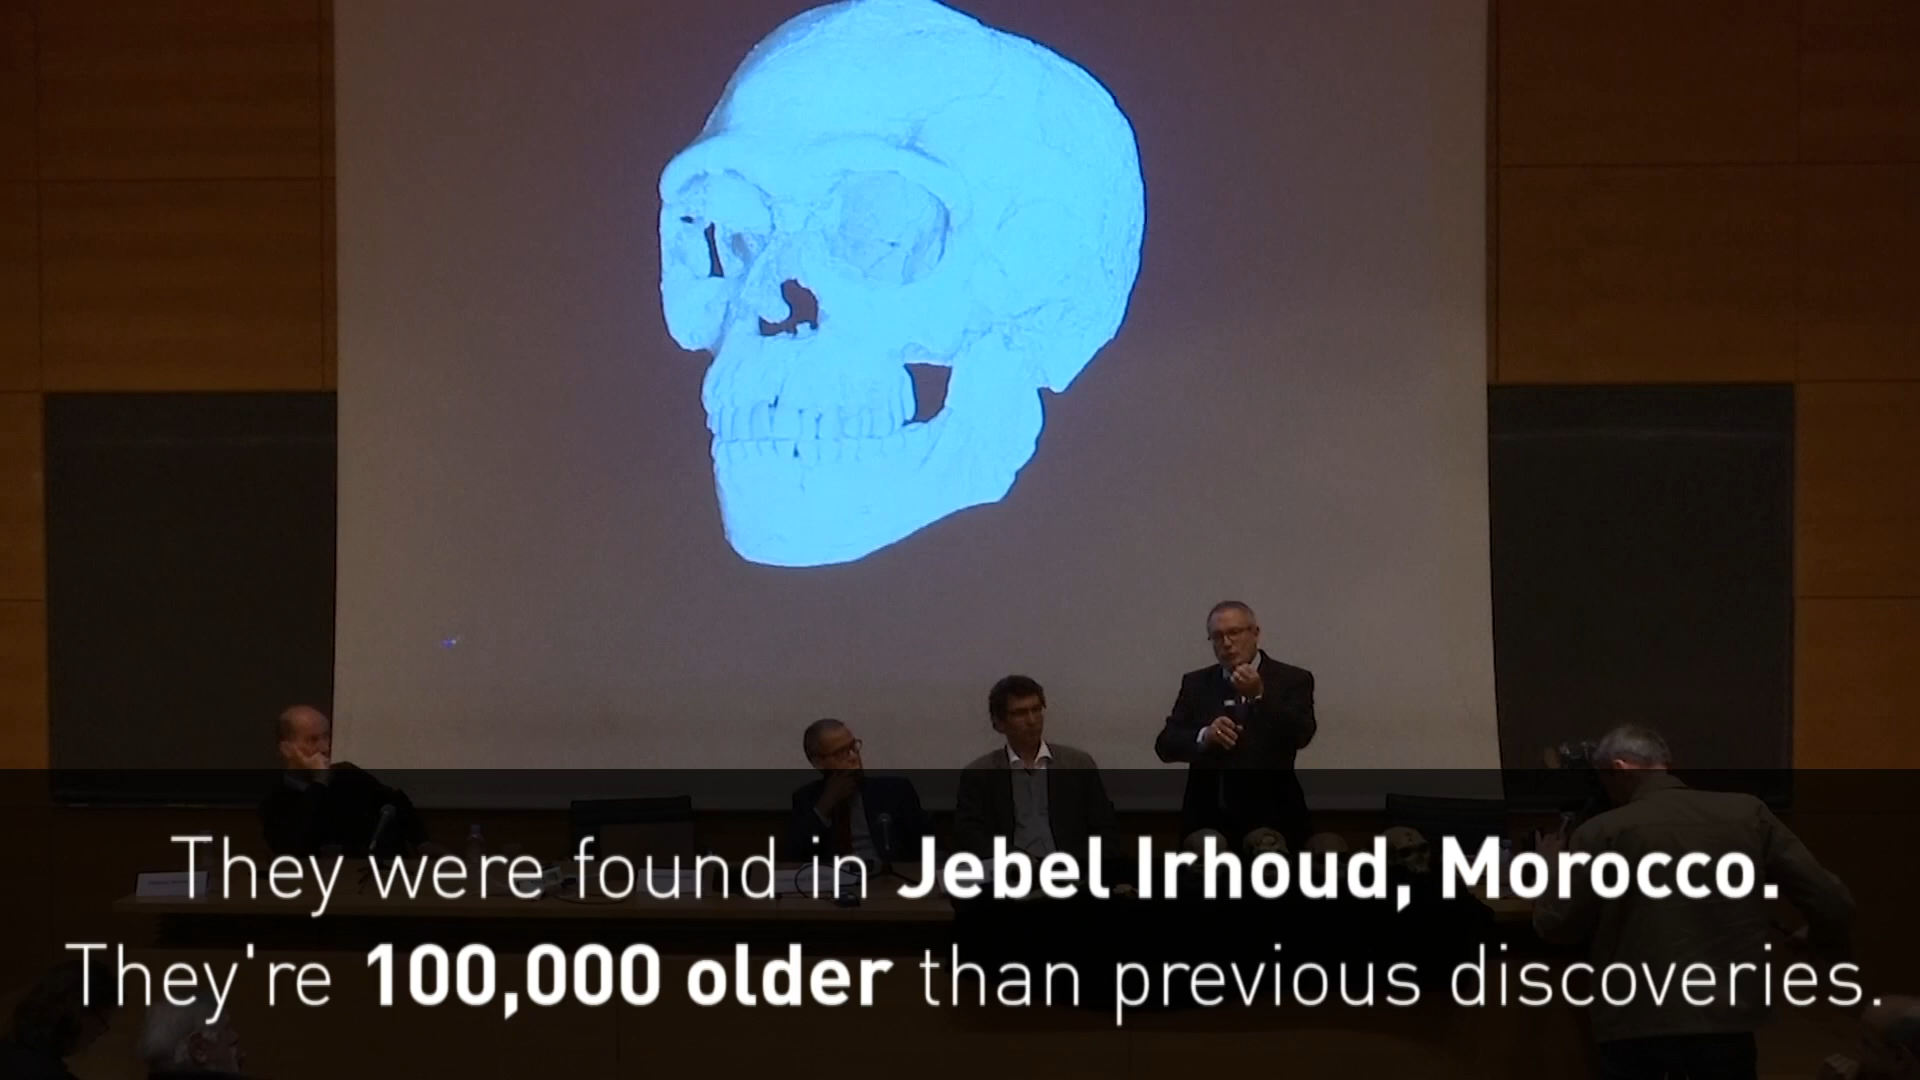 They were found in Jebel Irhoud, Morocco.
They're 100,000 older than previous discoveries.